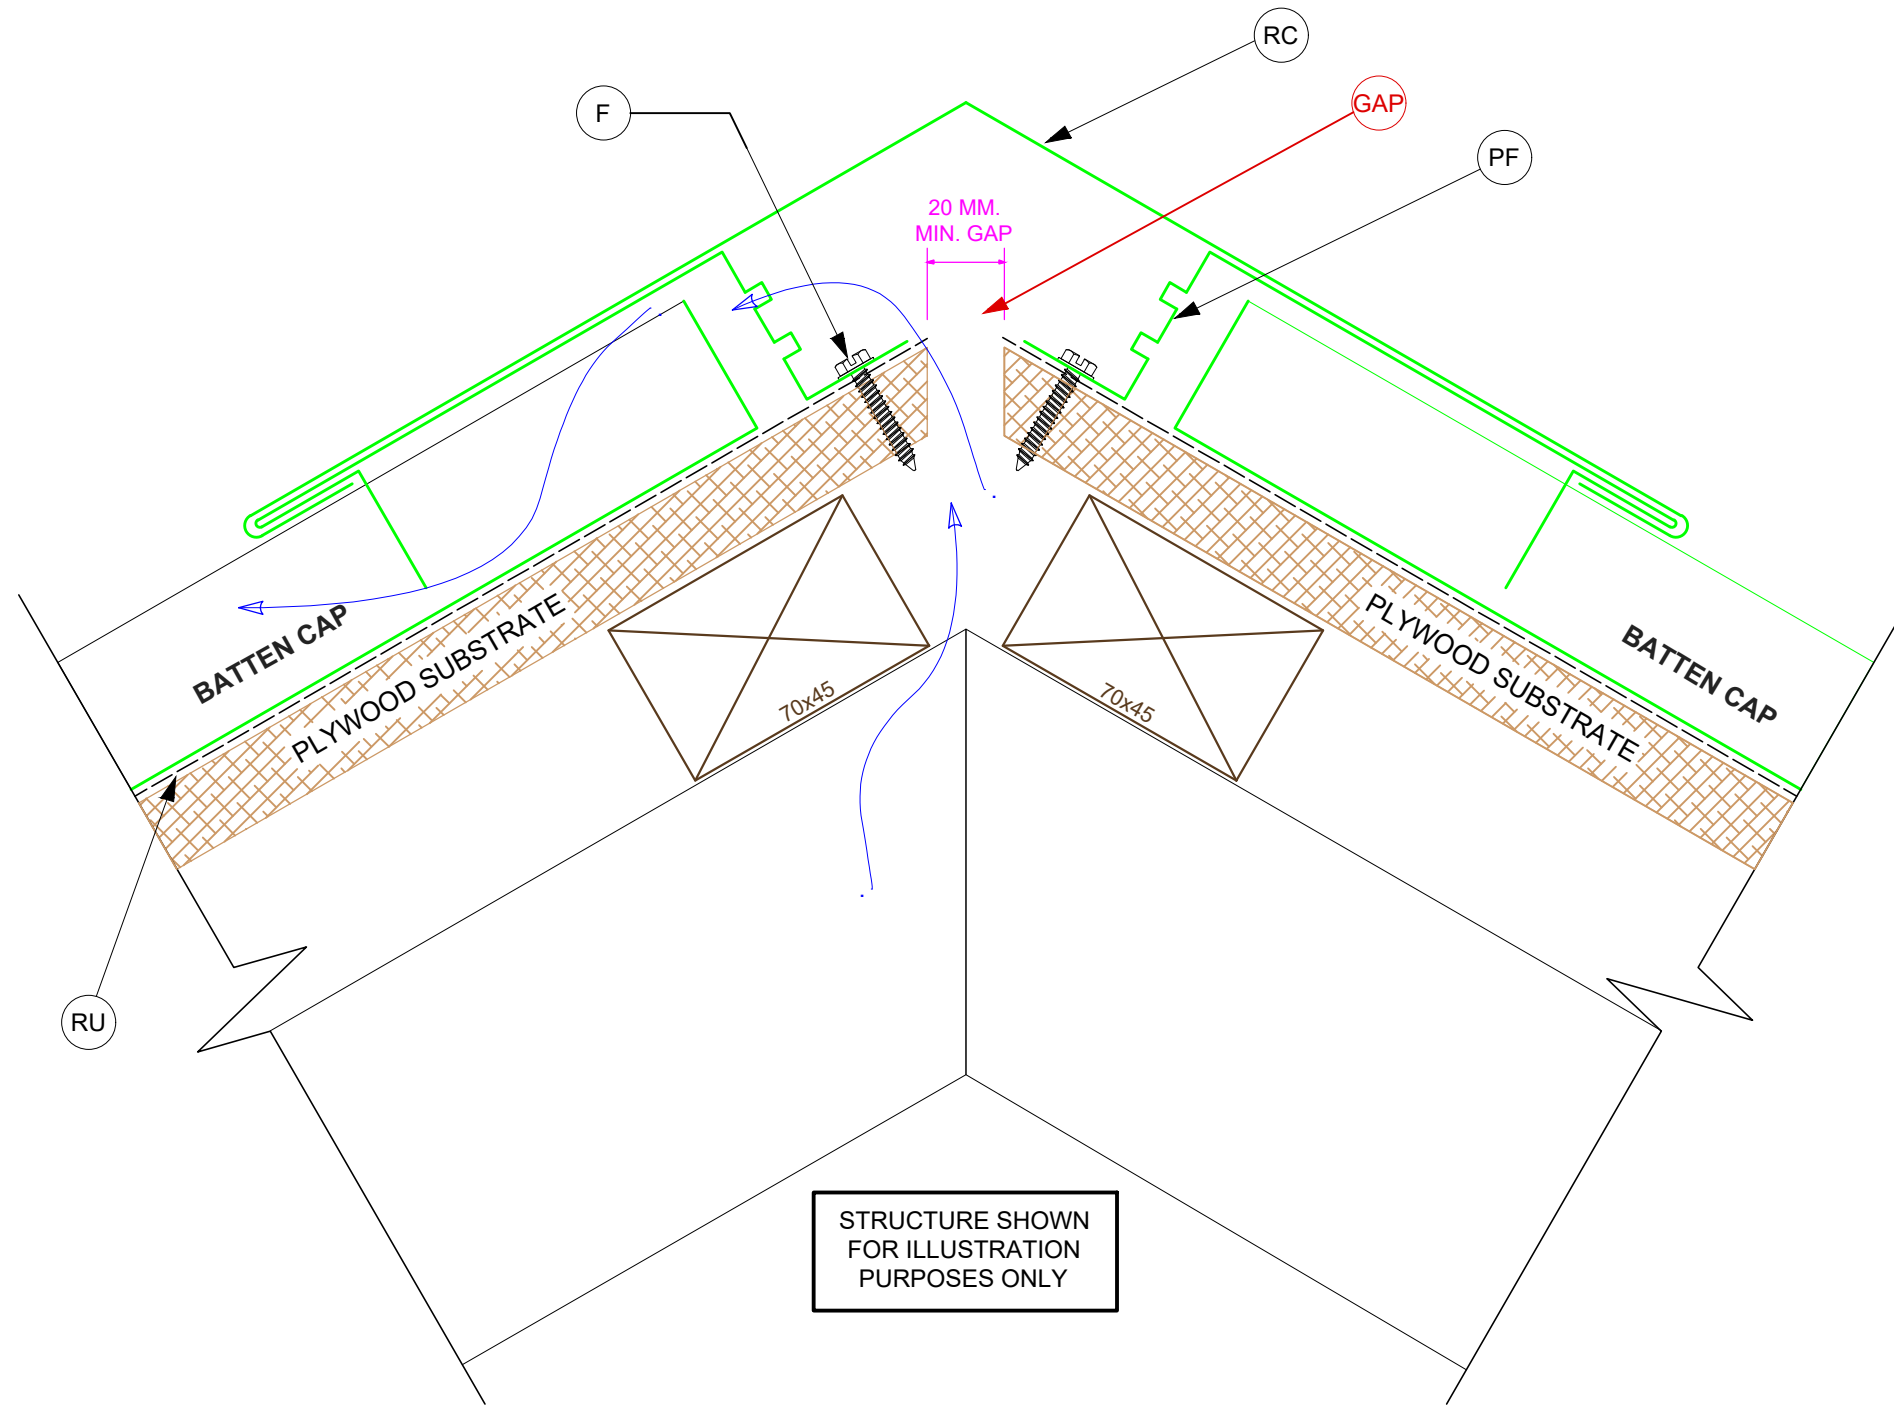 RC
F
GAP
PF
20 MM.
MIN. GAP
BATTEN CAP
PLYWOOD SUBSTRATE
70x45
70x45
PLYWOOD SUBSTRATE
BATTEN CAP
RU
STRUCTURE SHOWN
FOR ILLUSTRATION
PURPOSES ONLY